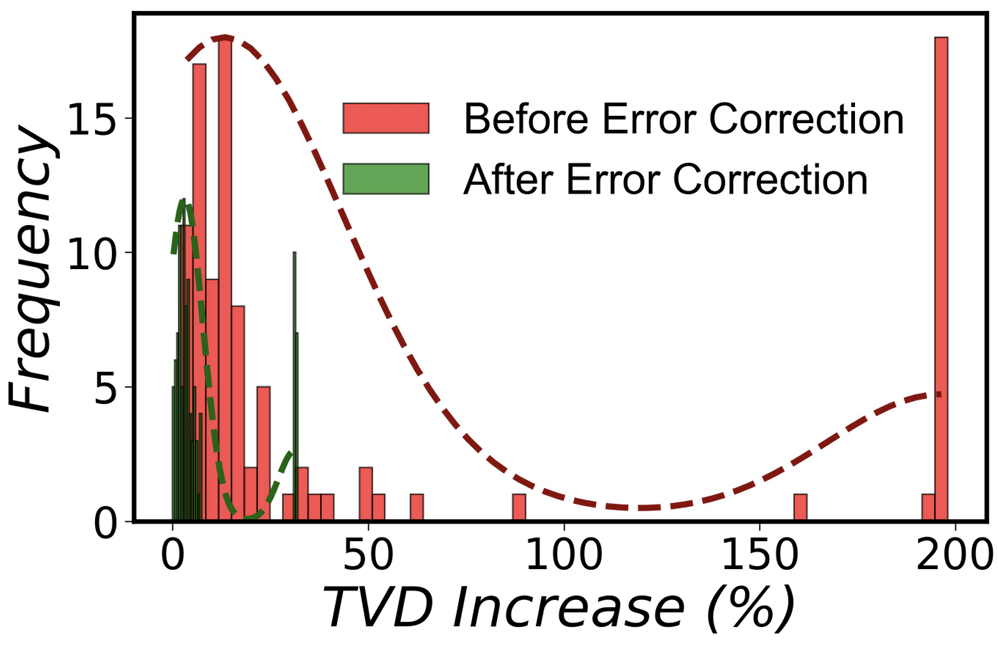 Frequency
15
10
5
0
Before Error Correction
After Error Correction
0 50 100 150 200
TVD Increase (%)